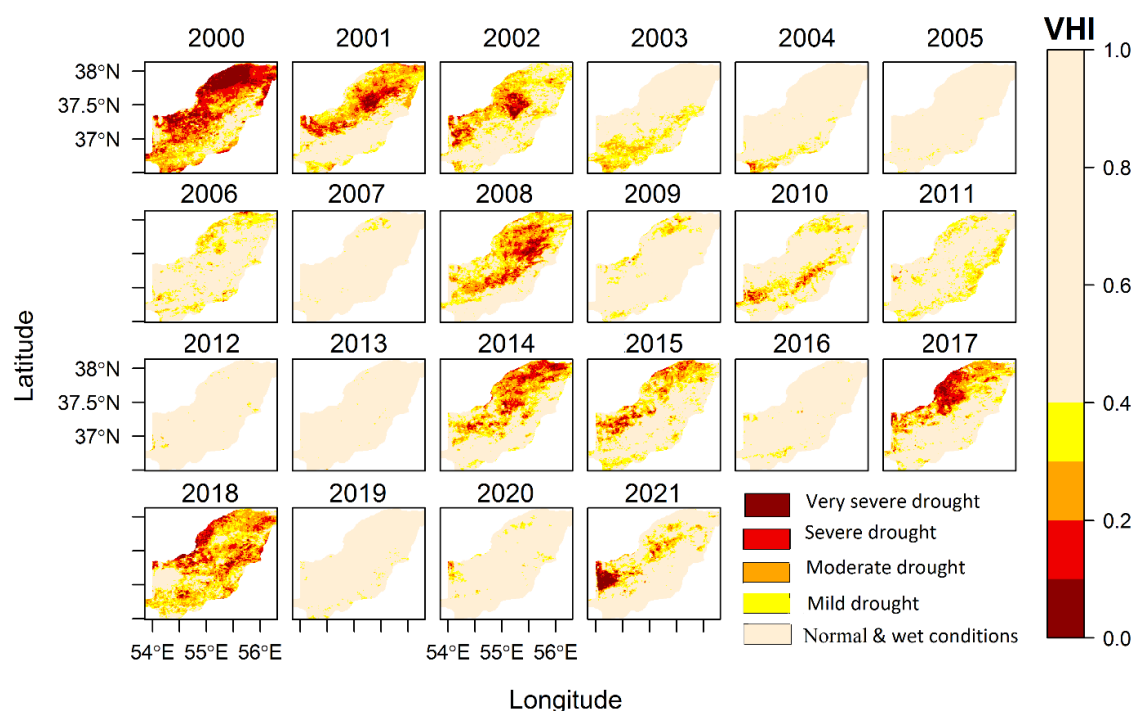 VHI
2000 2001 2002 2003 2004 2005
38°N
37.5°N
37°N
2006 2007 2008 2009 2010 2011
2012 2013 2014 2015 2016 2017
38°N
37.5°N
37°N
2018 2019 2020 2021
54°E 55°E 56°E 54°E 55°E 56°E
Latitude
Longitude
Very severe drought
Severe drought
Moderate drought
Mild drought
Normal & wet conditions
1.0
0.8
0.6
0.4
0.2
0.0